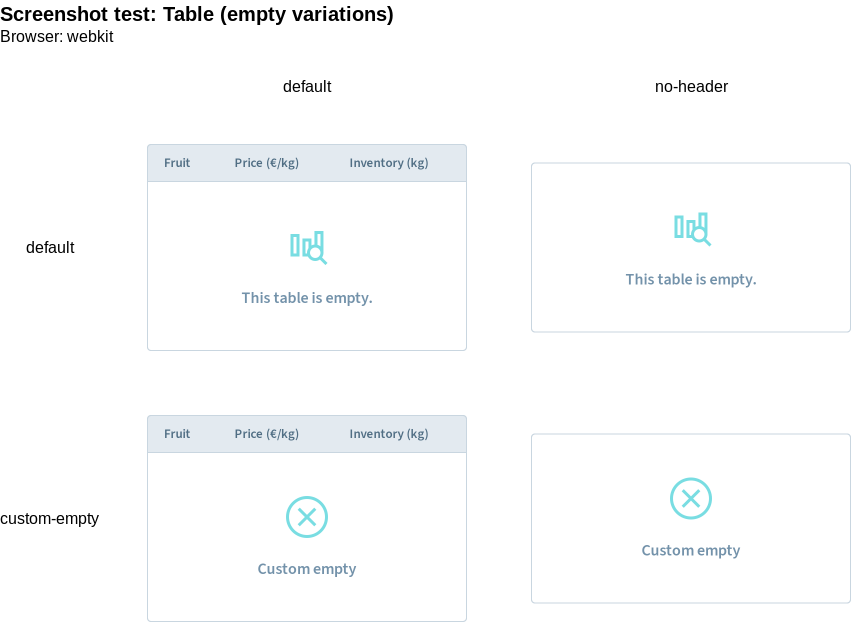 Screenshot test: Table (empty variations)
Browser: webkit
default no-header
Fruit Price (€/kg) Inventory (kg)
default
This table is empty.
This table is empty.
Fruit Price (€/kg) Inventory (kg)
custom-empty
Custom empty
Custom empty